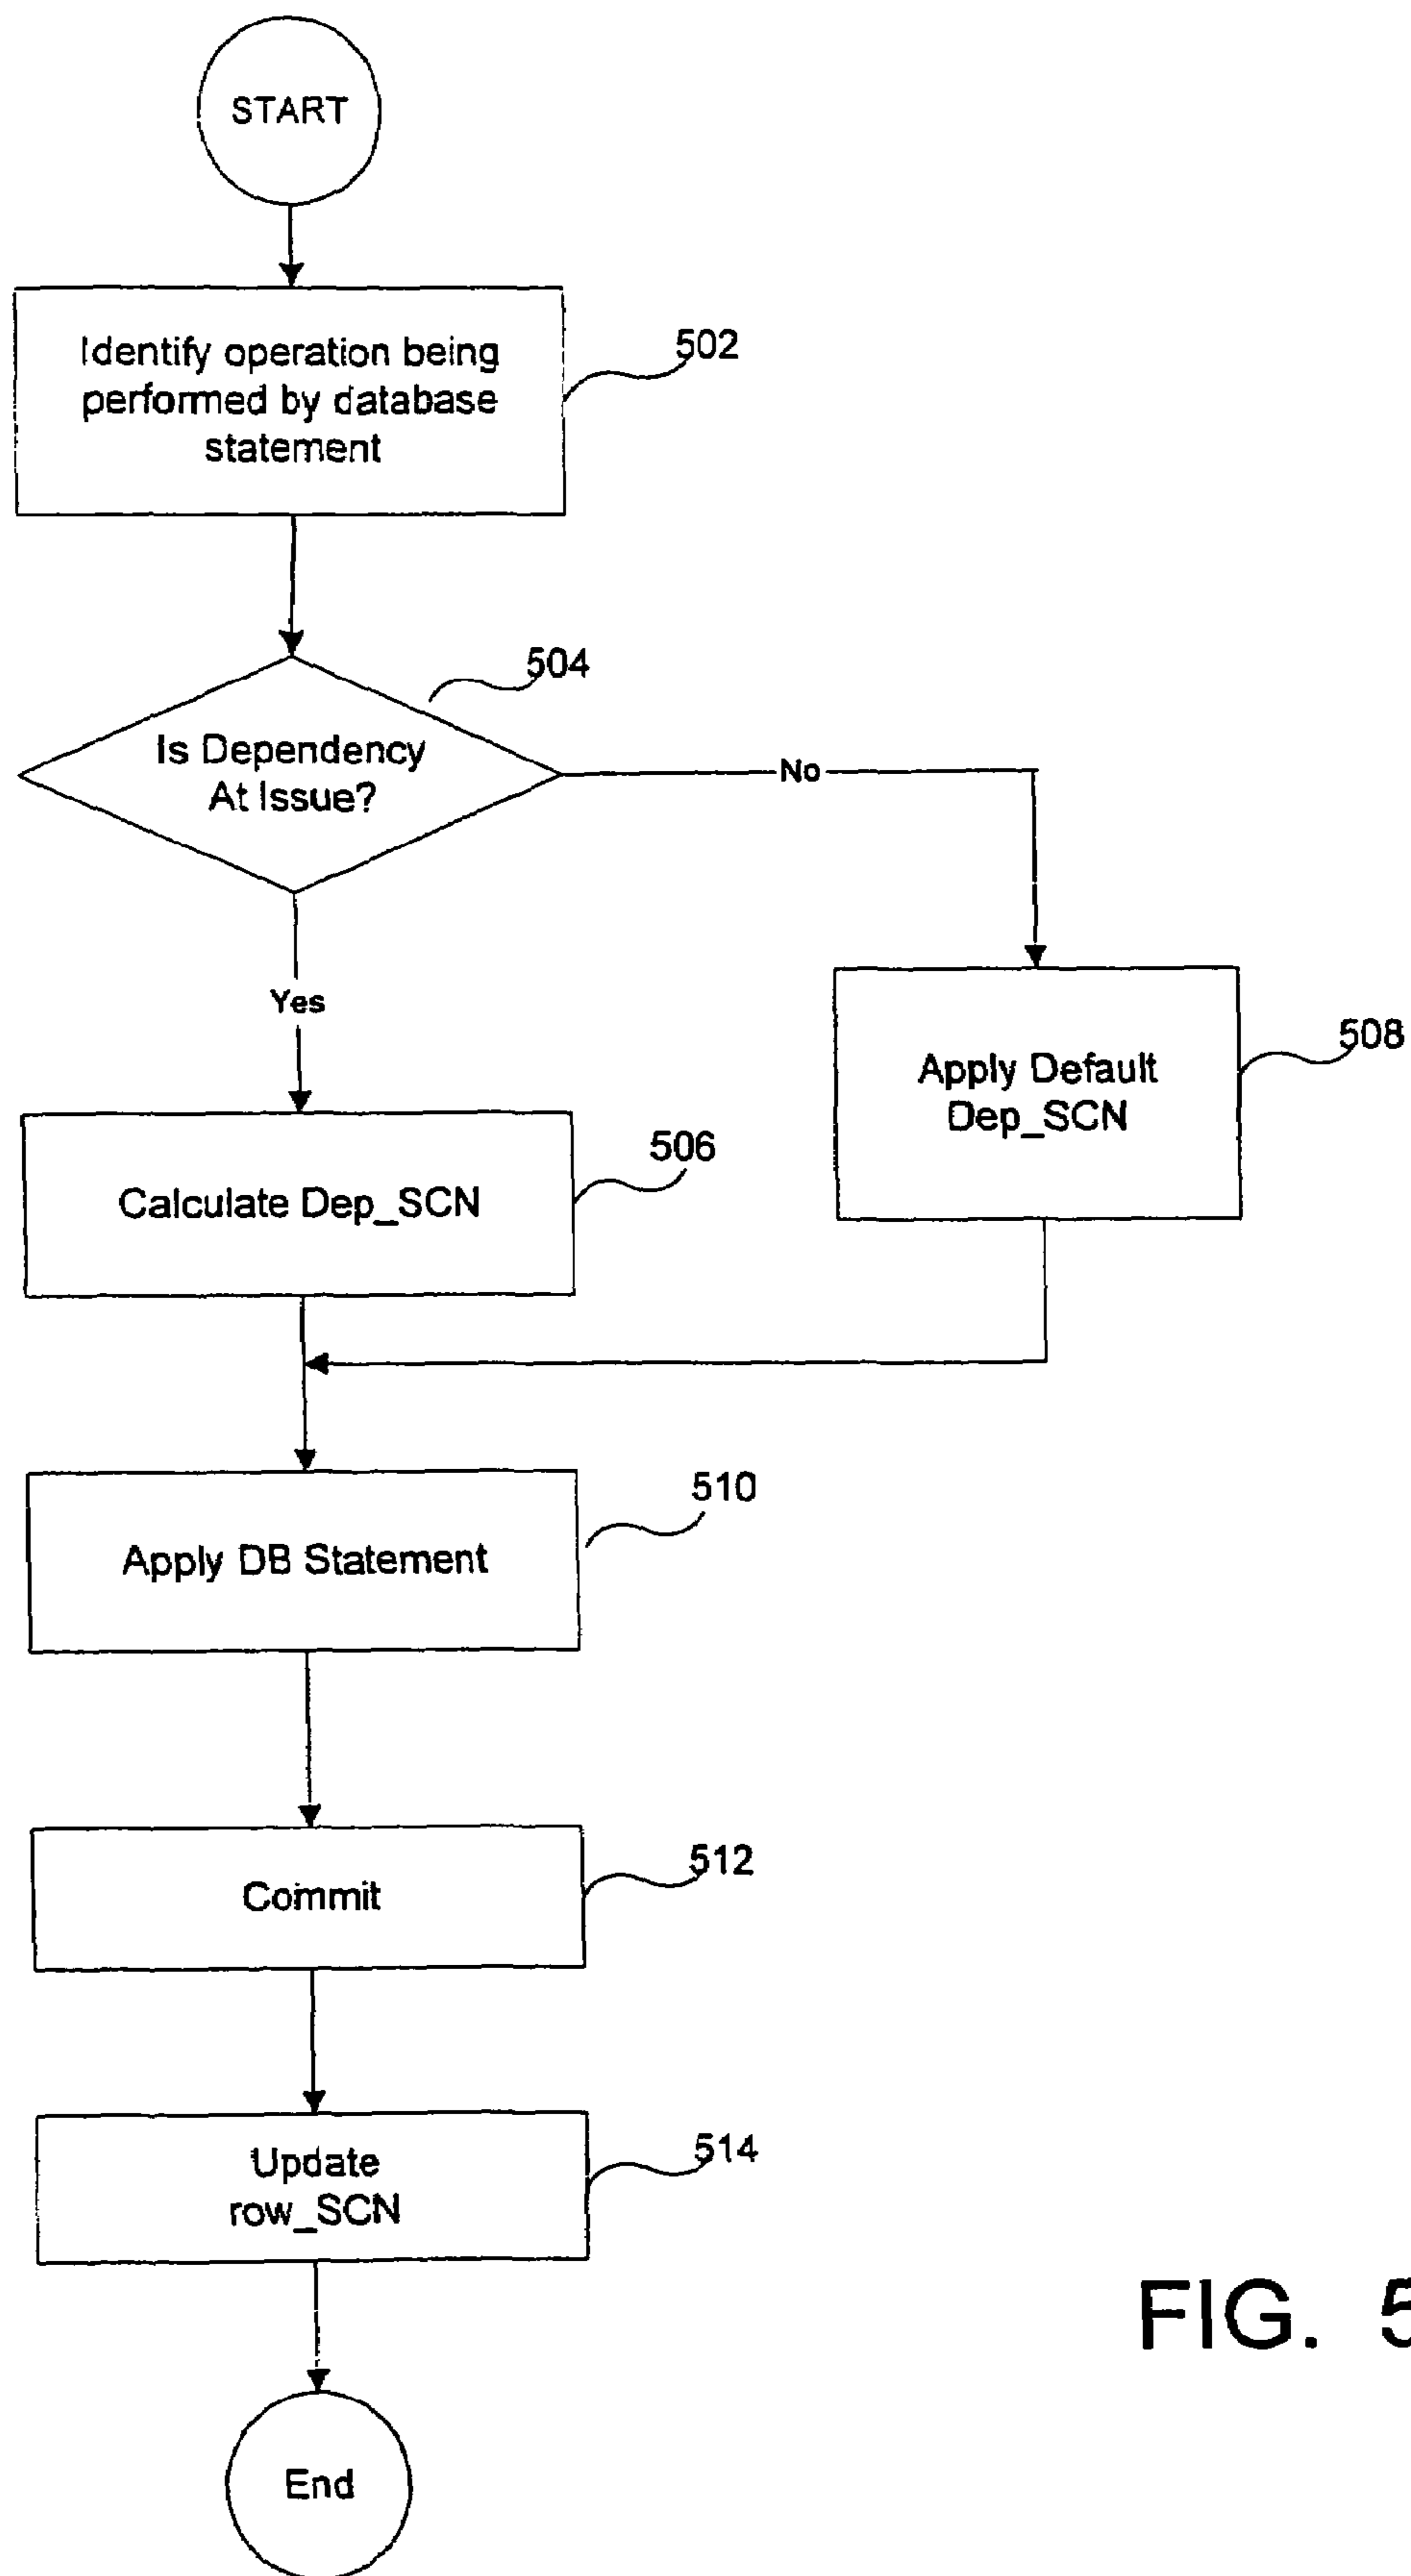 START
Identify operation being
performed by database
statement
502
504
Is Dependency
At Issue?
No
Yes
508
Apply Default
Dep_SCN
506
Calculate Dep_SCN
510
Apply DB Statement
512
Commit
514
Update
row_SCN
FIG. 5
End